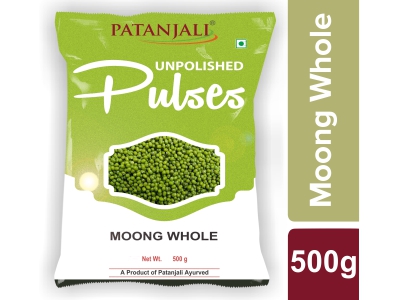 PATANJALI®
UNPOLISHED
Pulses
MOONG WHOLE
Net Wt. 500 g
A Product of Patanjali Ayurved
Moong Whole
500g